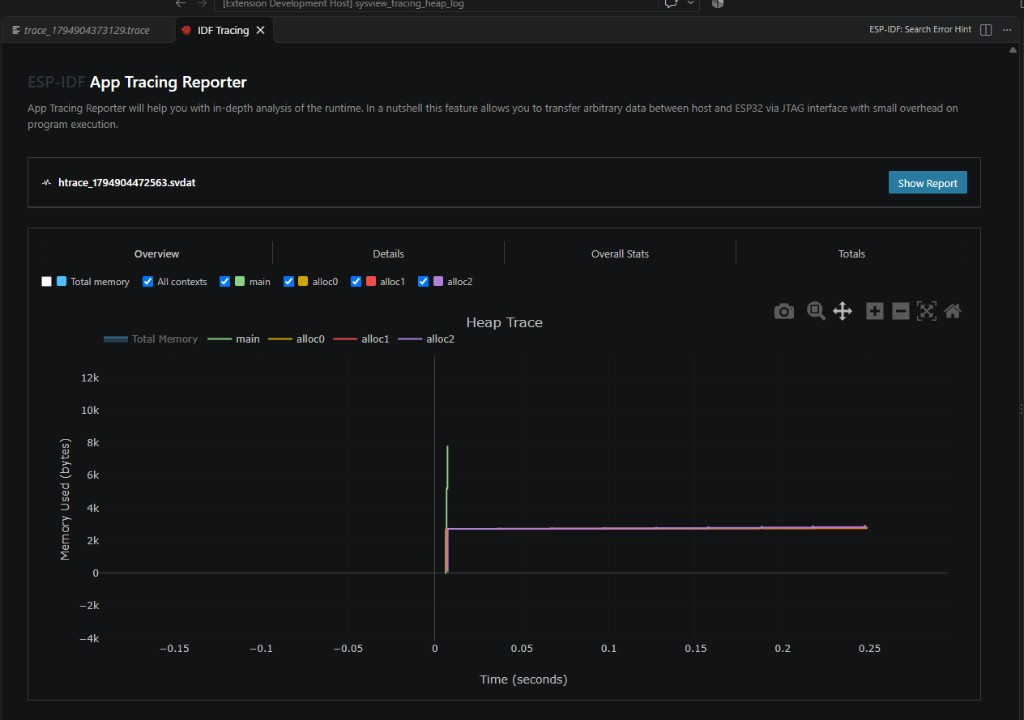 [Extension Development Host] sysview_tracing_heap_log
trace_1794904373129.trace
IDF Tracing
ESP-IDF: Search Error Hint
ESP-IDF App Tracing Reporter
App Tracing Reporter will help you with in-depth analysis of the runtime. In a nutshell this feature allows you to transfer arbitrary data between host and ESP32 via JTAG interface with small overhead on
program execution.
htrace_1794904472563.svdat
Show Report
Overview
Details
Overall Stats
Totals
Total memory
All contexts
main
alloc0
alloc1
alloc2
Heap Trace
Total Memory
main
alloc0
alloc1
alloc2
12k
10k
8k
6k
4k
2k
0
−2k
−4k
Memory Used (bytes)
−0.15
−0.1
−0.05
0
0.05
0.1
0.15
0.2
0.25
Time (seconds)